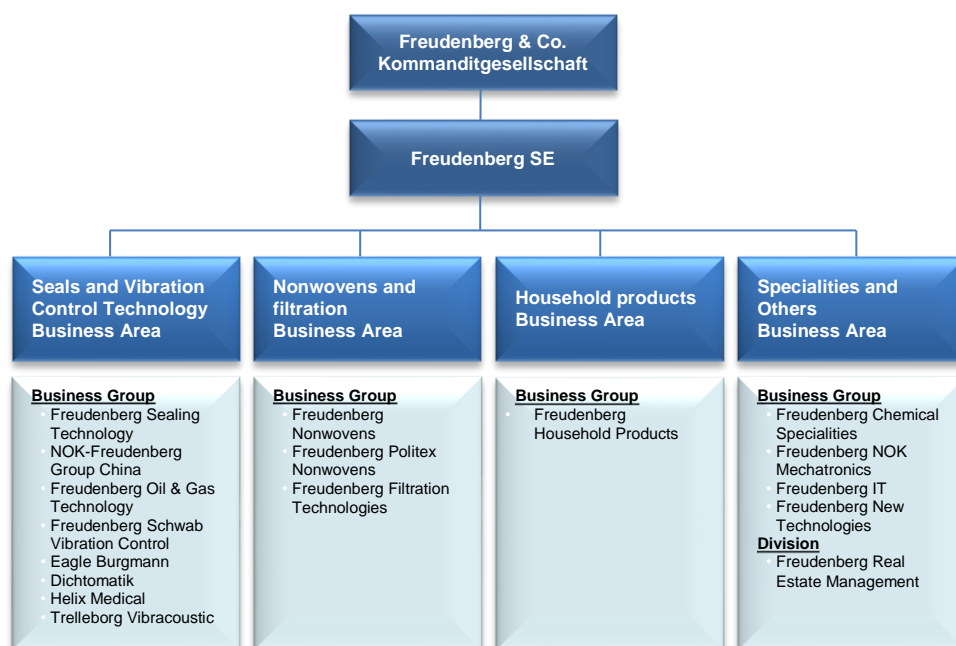 Freudenberg & Co.
Kommanditgesellschaft
Freudenberg SE
Seals and Vibration
Control Technology
Business Area
Nonwovens and
filtration
Business Area
Household products
Business Area
Specialities and
Others
Business Area
Business Group
Freudenberg Sealing
Technology
NOK-Freudenberg
Group China
Freudenberg Oil & Gas
Technology
Freudenberg Schwab
Vibration Control
Eagle Burgmann
Dichtomatik
Helix Medical
Trelleborg Vibracoustic
Business Group
Freudenberg
Nonwovens
Freudenberg Politex
Nonwovens
Freudenberg Filtration
Technologies
Business Group
Freudenberg
Household Products
Business Group
Freudenberg Chemical
Specialities
Freudenberg NOK
Mechatronics
Freudenberg IT
Freudenberg New
Technologies
Division
Freudenberg Real
Estate Management